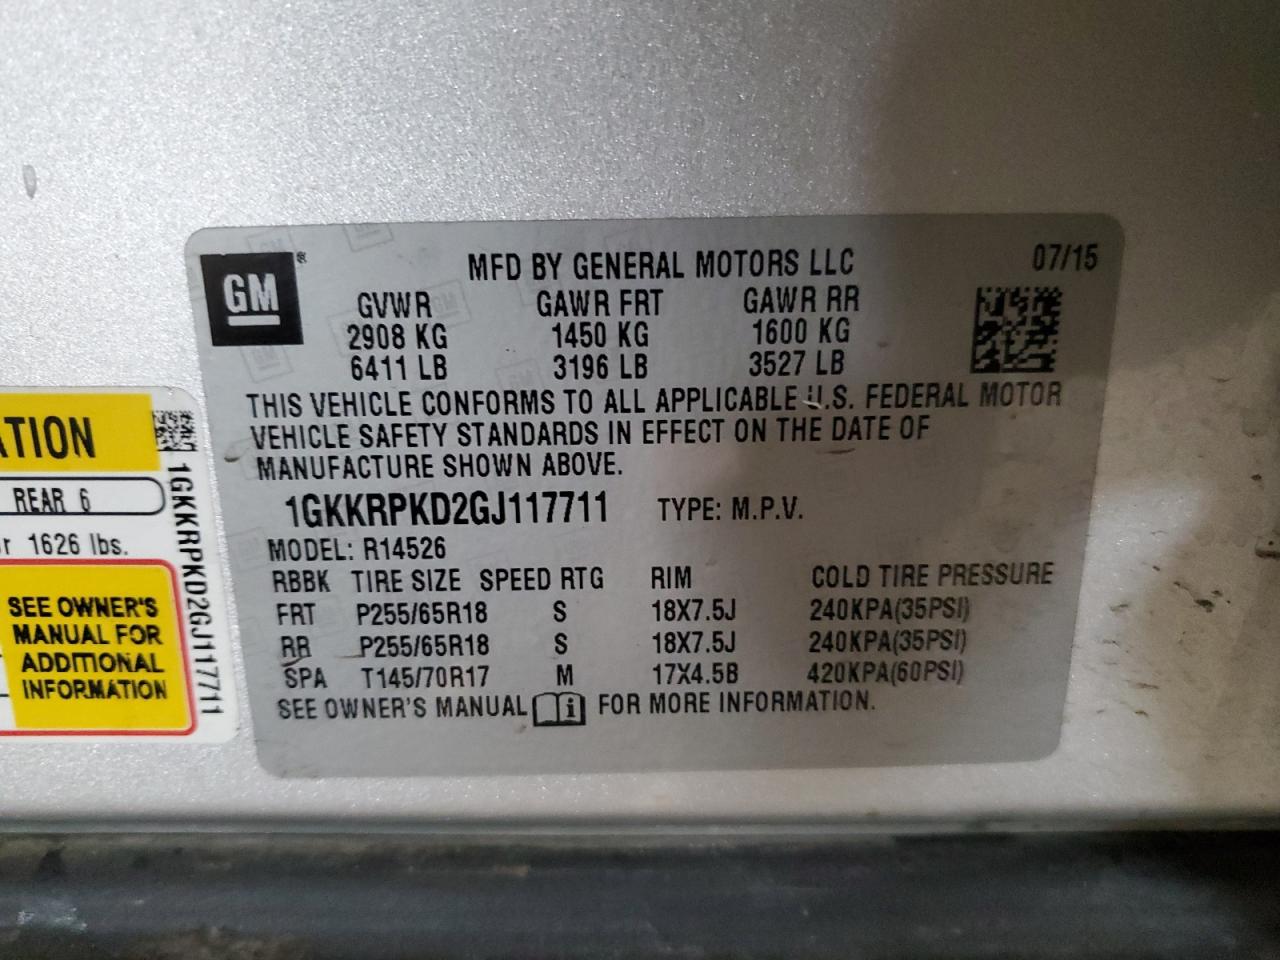 GM ®
MFD BY GENERAL MOTORS LLC 07/15
GVWR GAWR FRT GAWR RR
2908 KG 1450 KG 1600 KG
6411 LB 3196 LB 3527 LB
THIS VEHICLE CONFORMS TO ALL APPLICABLE U.S. FEDERAL MOTOR
VEHICLE SAFETY STANDARDS IN EFFECT ON THE DATE OF
MANUFACTURE SHOWN ABOVE.
1GKKRPKD2GJ117711 TYPE: M.P.V.
MODEL: R14526
RBBK TIRE SIZE SPEED RTG RIM COLD TIRE PRESSURE
FRT P255/65R18 S 18X7.5J 240KPA(35PSI)
RR P255/65R18 S 18X7.5J 240KPA(35PSI)
SPA T145/70R17 M 17X4.5B 420KPA(60PSI)
SEE OWNER'S MANUAL i FOR MORE INFORMATION.
ATION
REAR 6
r 1626 lbs.
SEE OWNER'S
MANUAL FOR
ADDITIONAL
INFORMATION
1GKKRPKD2GJ117711